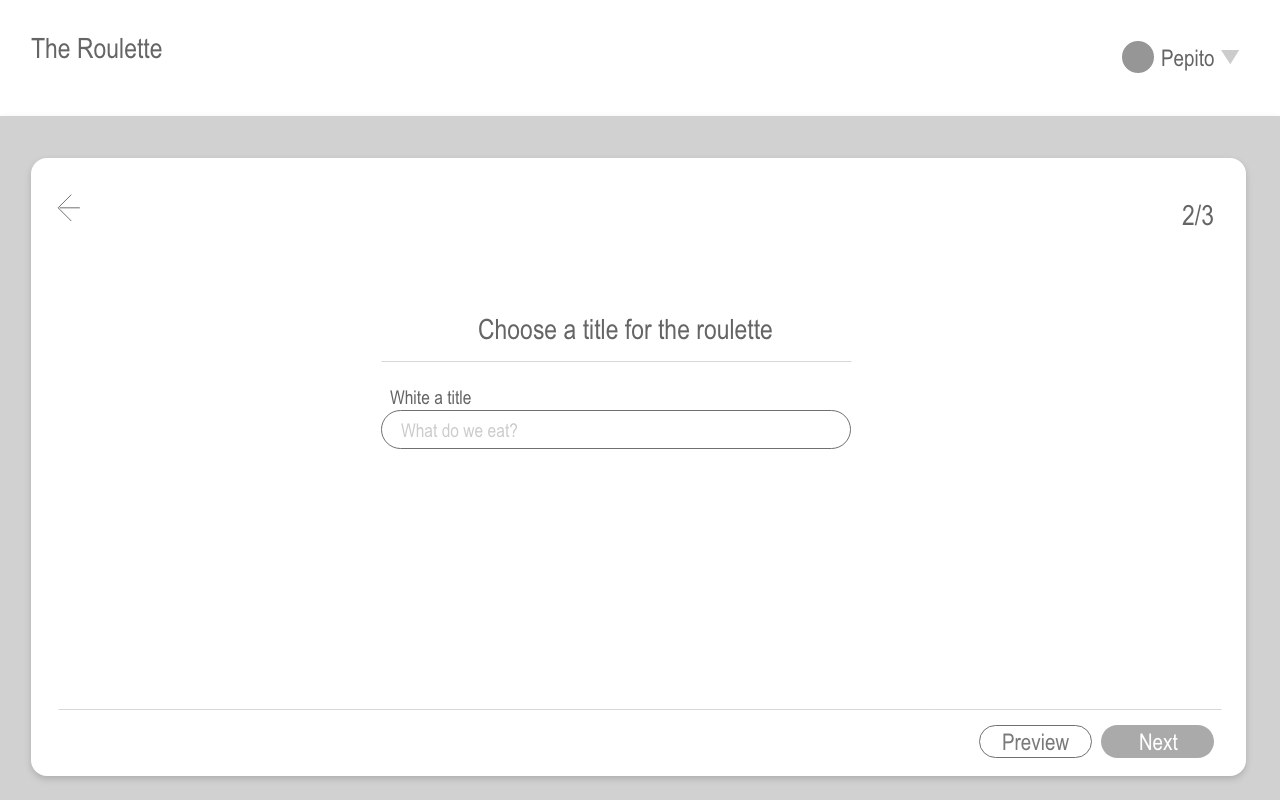 The Roulette
Pepito
2/3
Choose a title for the roulette
White a title
What do we eat?
Preview
Next